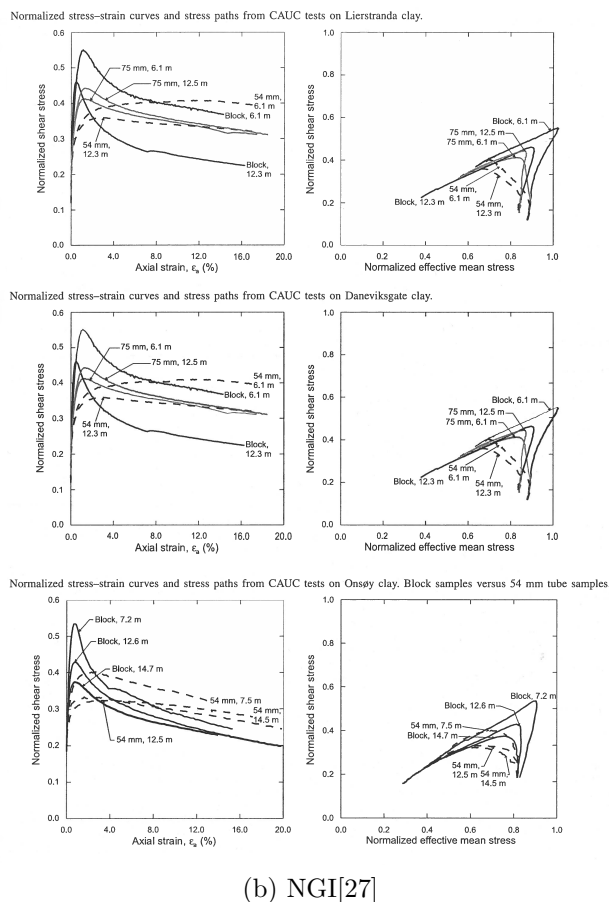 Normalized stress–strain curves and stress paths from CAUC tests on Lierstranda clay.
Normalized shear stress
0.6
0.5
0.4
0.3
0.2
0.1
0.0
75 mm, 6.1 m
75 mm, 12.5 m
54 mm,
6.1 m
Block, 6.1 m
54 mm,
12.3 m
Block,
12.3 m
0.0 4.0 8.0 12.0 16.0 20.0
Axial strain, εa (%)
Normalized shear stress
1.0
0.8
0.6
0.4
0.2
0.0
Block, 6.1 m
75 mm, 12.5 m
75 mm, 6.1 m
Block, 12.3 m
54 mm,
6.1 m
54 mm,
12.3 m
0.0 0.2 0.4 0.6 0.8 1.0
Normalized effective mean stress
Normalized stress–strain curves and stress paths from CAUC tests on Daneviksgate clay.
Normalized shear stress
0.6
0.5
0.4
0.3
0.2
0.1
0.0
75 mm, 6.1 m
75 mm, 12.5 m
54 mm,
6.1 m
Block, 6.1 m
54 mm,
12.3 m
Block,
12.3 m
0.0 4.0 8.0 12.0 16.0 20.0
Axial strain, εa (%)
Normalized shear stress
1.0
0.8
0.6
0.4
0.2
0.0
Block, 6.1 m
75 mm, 12.5 m
75 mm, 6.1 m
Block, 12.3 m
54 mm,
6.1 m
54 mm,
12.3 m
0.0 0.2 0.4 0.6 0.8 1.0
Normalized effective mean stress
Normalized stress–strain curves and stress paths from CAUC tests on Onsøy clay. Block samples versus 54 mm tube samples
Normalized shear stress
0.6
0.5
0.4
0.3
0.2
0.1
0.0
Block, 7.2 m
Block, 12.6 m
Block, 14.7 m
54 mm, 7.5 m
54 mm,
14.5 m
54 mm, 12.5 m
0.0 4.0 8.0 12.0 16.0 20.0
Axial strain, εa (%)
Normalized shear stress
1.0
0.8
0.6
0.4
0.2
0.0
Block, 7.2 m
Block, 12.6 m
54 mm, 7.5 m
Block, 14.7 m
54 mm,
12.5 m
54 mm,
14.5 m
0.0 0.2 0.4 0.6 0.8 1.0
Normalized effective mean stress
(b) NGI[27]